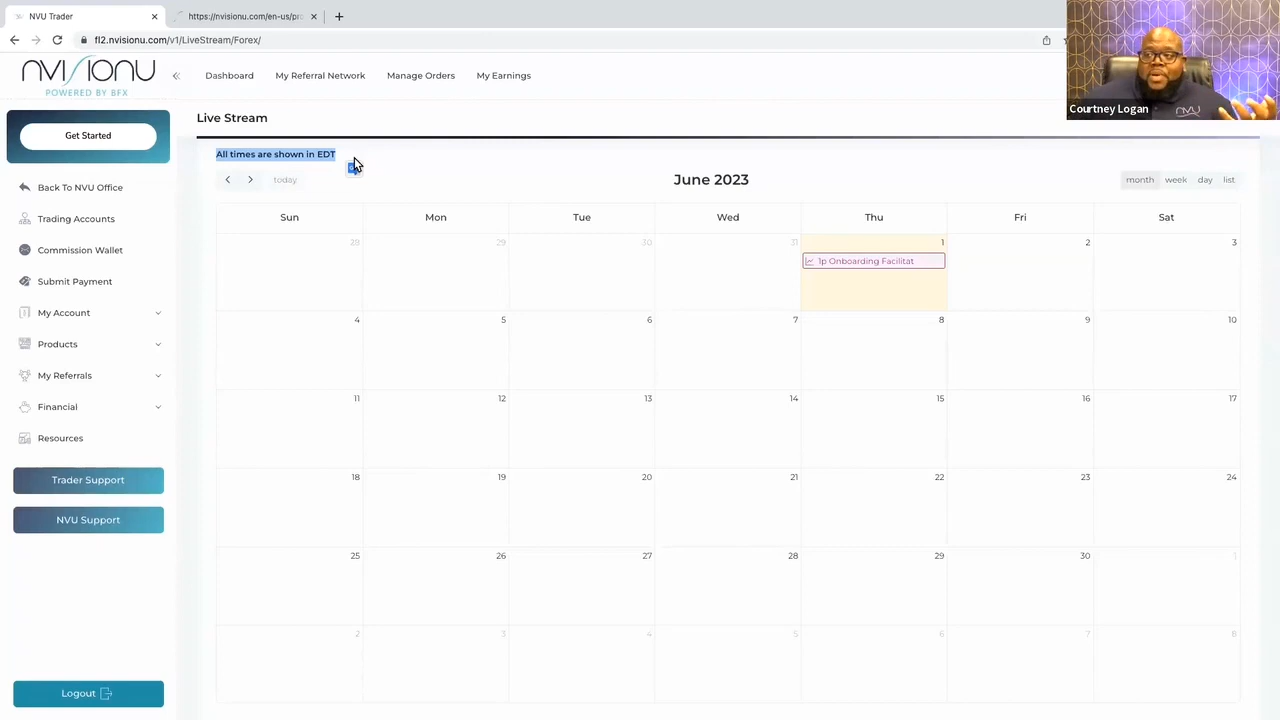 NVU Trader
https://nvisionu.com/en-us/pro
fl2.nvisionu.com/v1/LiveStream/Forex/
nvisionu
POWERED BY BFX
Dashboard
My Referral Network
Manage Orders
My Earnings
Courtney Logan
NVU
Get Started
Live Stream
All times are shown in EDT
Back To NVU Office
Trading Accounts
Commission Wallet
Submit Payment
My Account
Products
My Referrals
Financial
Resources
Trader Support
NVU Support
Logout
today
June 2023
month week day list
Sun Mon Tue Wed Thu Fri Sat
28 29 30 31 1 2 3
1p Onboarding Facilitat
4 5 6 7 8 9 10
11 12 13 14 15 16 17
18 19 20 21 22 23 24
25 26 27 28 29 30 1
2 3 4 5 6 7 8